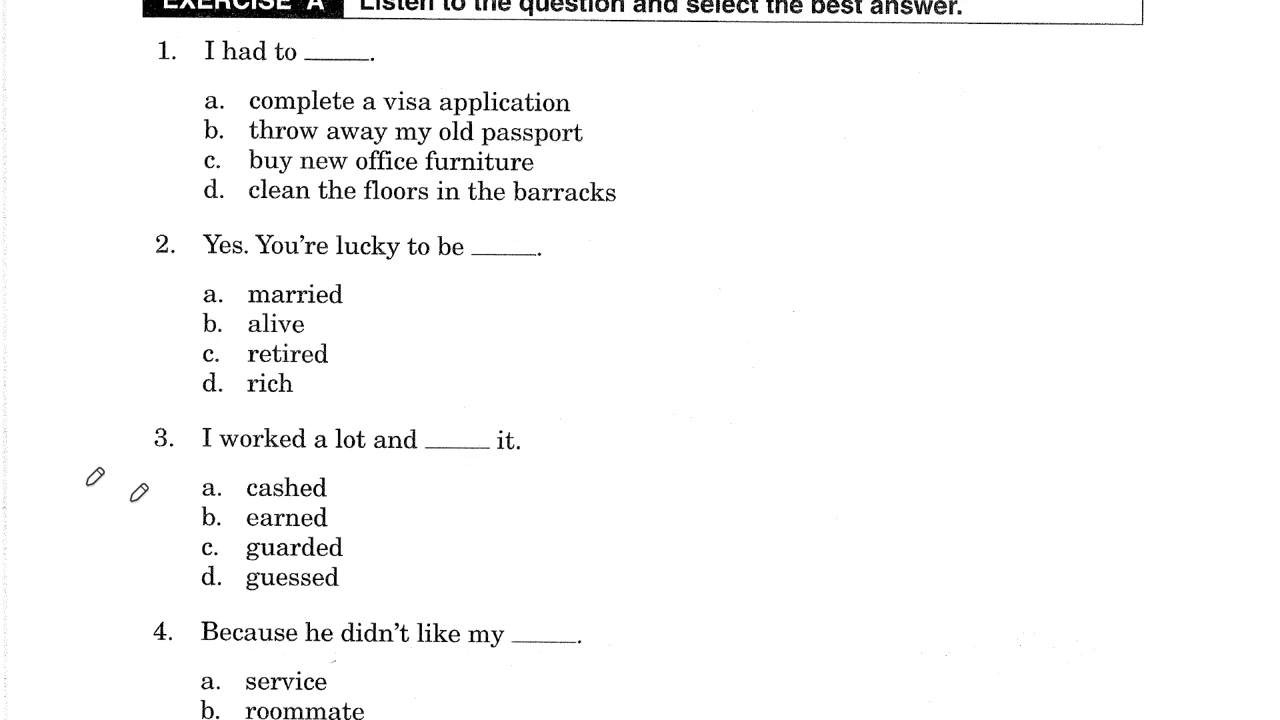 EXERCISE A Listen to the question and select the best answer.
1. I had to _____.
a. complete a visa application
b. throw away my old passport
c. buy new office furniture
d. clean the floors in the barracks
2. Yes. You're lucky to be _____.
a. married
b. alive
c. retired
d. rich
3. I worked a lot and _____ it.
a. cashed
b. earned
c. guarded
d. guessed
4. Because he didn't like my _____.
a. service
b. roommate